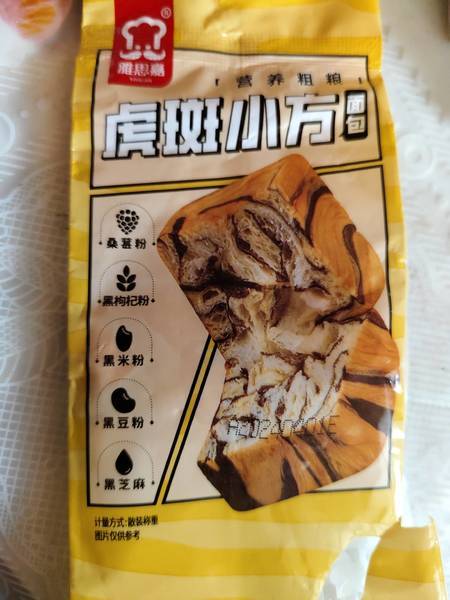 ®
雅思嘉
营养粗粮
虎斑小方
面包
桑葚粉
黑枸杞粉
黑米粉
黑豆粉
黑芝麻
计量方式:散装称重
图片仅供参考